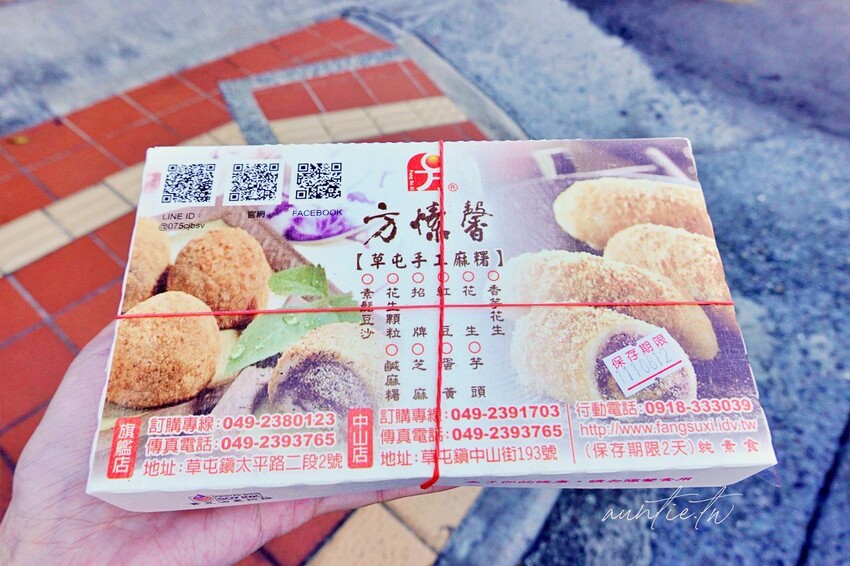 LINE ID：
@075cjbsv
官網
FACEBOOK
®
方愫馨
【草屯手工麻糬】
香芋花生
花生
紅豆
招牌芝麻
花生顆粒
素鬆豆沙
芋頭
蛋黃
鹹麻糬
保存期限
110812
旗艦店
訂購專線：049-2380123
傳真電話：049-2393765
地址：草屯鎮太平路二段2號
中山店
訂購專線：049-2391703
傳真電話：049-2393765
地址：草屯鎮中山街193號
行動電話：0918-333039
http://www.fangsuxi.idv.tw
(保存期限2天) 純素食
SOY INK
auntie.tw